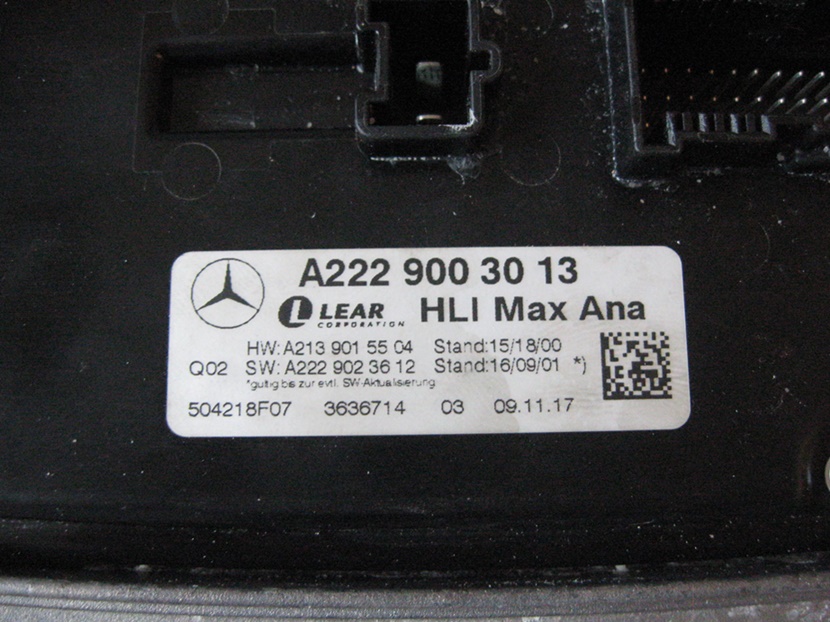 A222 900 30 13
LEAR
CORPORATION
HLI Max Ana
HW:A213 901 55 04 Stand:15/18/00
Q02 SW:A222 902 36 12 Stand:16/09/01 *)
*gültig bis zur evtl. SW-Aktualisierung
504218F07 3636714 03 09.11.17